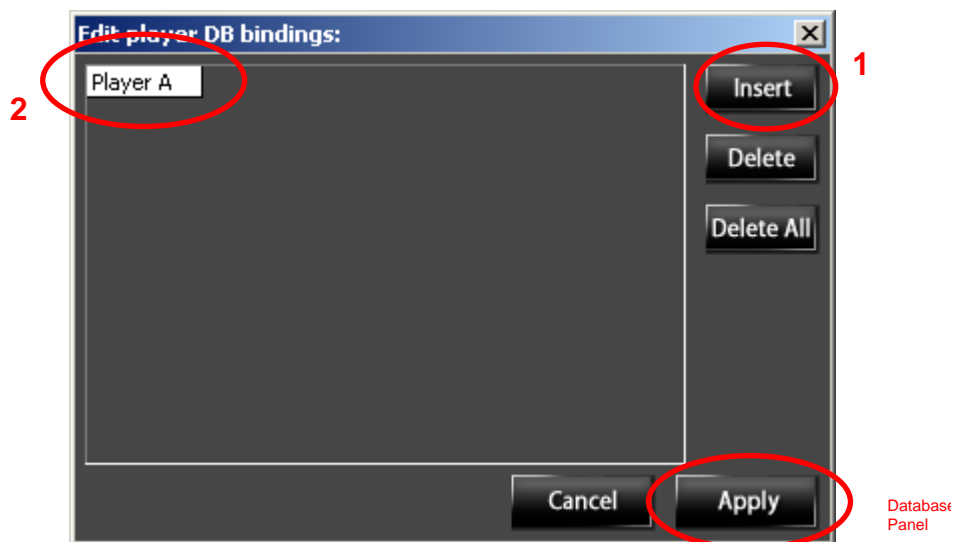 Edit player DB bindings:
1
Player A
Insert
2
Delete
Delete All
Cancel
Apply
Database
Panel